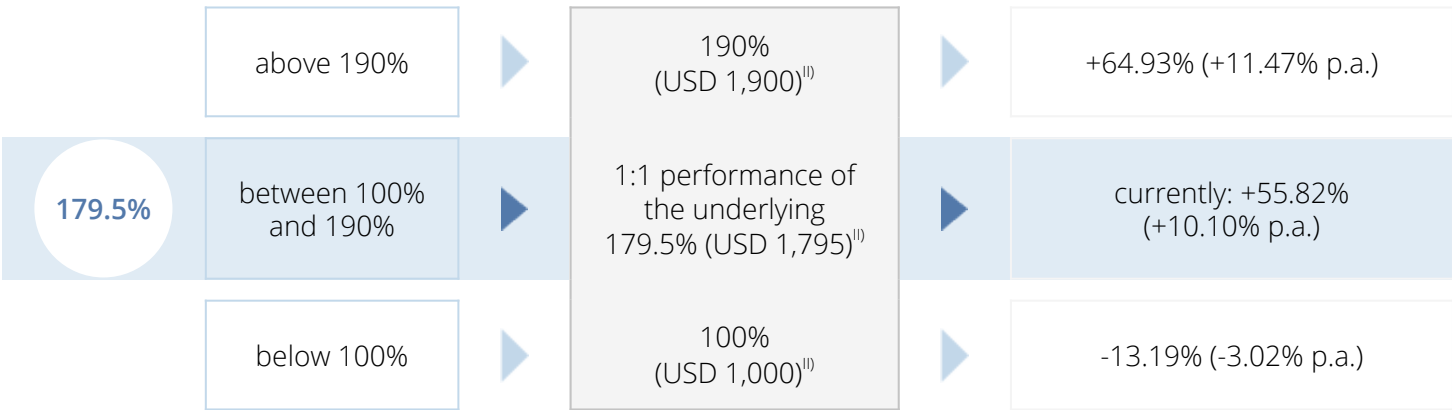 above 190%
190%
(USD 1,900)II)
+64.93% (+11.47% p.a.)
179.5%
between 100%
and 190%
1:1 performance of
the underlying
179.5% (USD 1,795)II)
currently: +55.82%
(+10.10% p.a.)
below 100%
100%
(USD 1,000)II)
-13.19% (-3.02% p.a.)